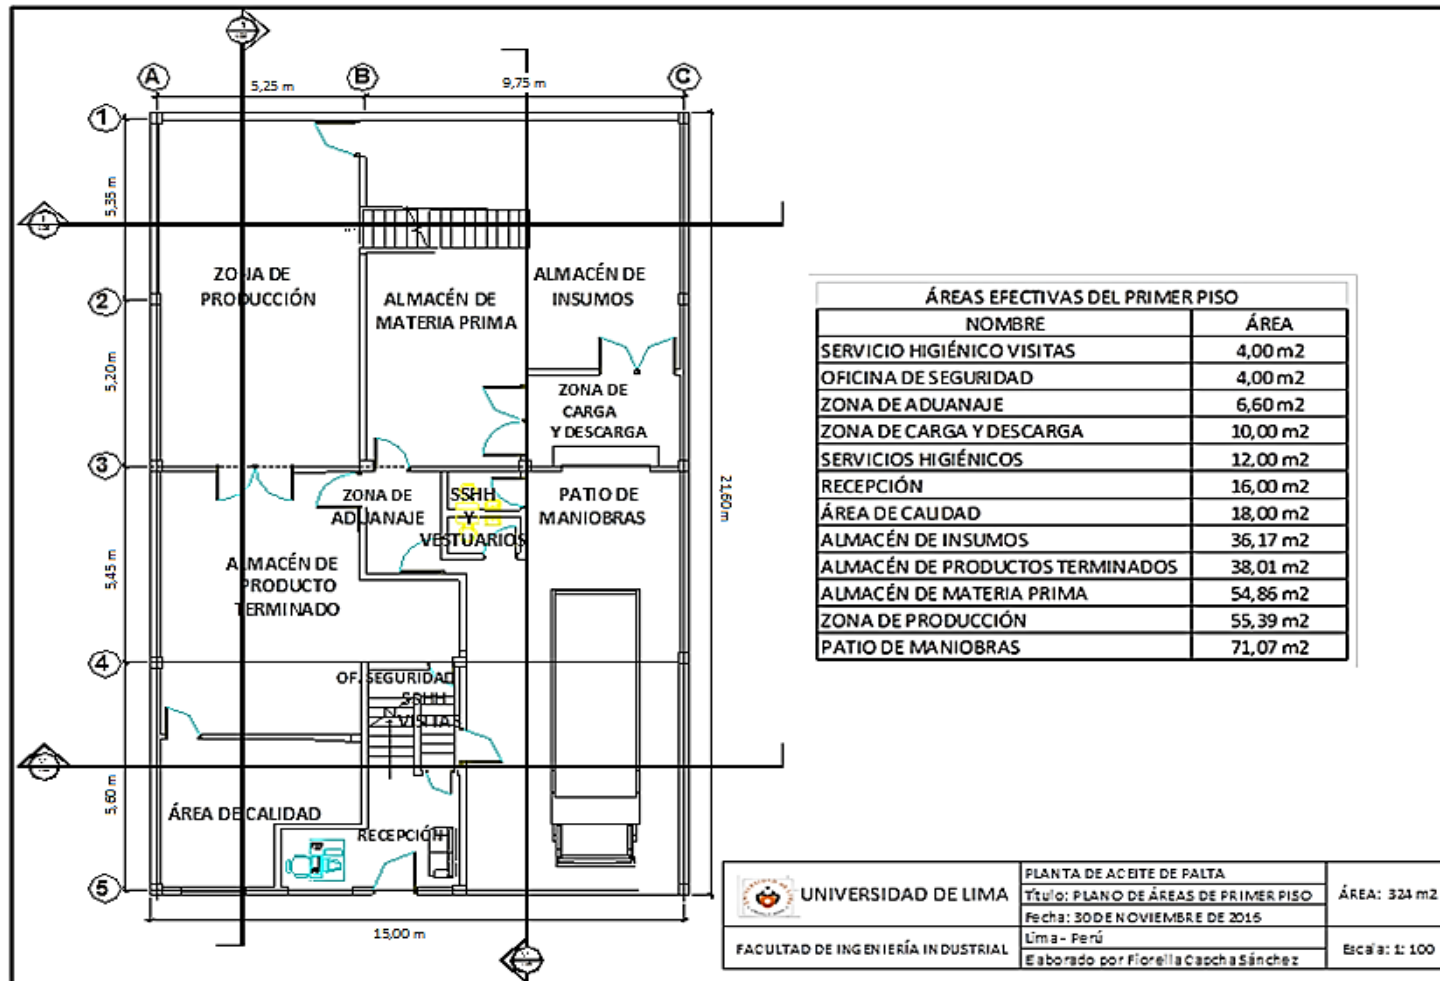 A
B
C
5,25 m
9,75 m
1
2
3
4
5
5,35 m
5,20 m
5,45 m
5,60 m
21,60 m
15,00 m
ZONA DE
PRODUCCIÓN
ALMACÉN DE
MATERIA PRIMA
ALMACÉN DE
INSUMOS
ZONA DE
CARGA
Y DESCARGA
ZONA DE
ADUANAJE
SSHH
Y
VESTUARIOS
PATIO DE
MANIOBRAS
ALMACÉN DE
PRODUCTO
TERMINADO
OF. SEGURIDAD
SSHH
VISITAS
ÁREA DE CALIDAD
RECEPCIÓN
ÁREAS EFECTIVAS DEL PRIMER PISO
NOMBRE ÁREA
SERVICIO HIGIÉNICO VISITAS 4,00 m2
OFICINA DE SEGURIDAD 4,00 m2
ZONA DE ADUANAJE 6,60 m2
ZONA DE CARGA Y DESCARGA 10,00 m2
SERVICIOS HIGIÉNICOS 12,00 m2
RECEPCIÓN 16,00 m2
ÁREA DE CALIDAD 18,00 m2
ALMACÉN DE INSUMOS 36,17 m2
ALMACÉN DE PRODUCTOS TERMINADOS 38,01 m2
ALMACÉN DE MATERIA PRIMA 54,86 m2
ZONA DE PRODUCCIÓN 55,39 m2
PATIO DE MANIOBRAS 71,07 m2
UNIVERSIDAD DE LIMA
FACULTAD DE INGENIERÍA INDUSTRIAL
PLANTA DE ACEITE DE PALTA
Título: PLANO DE ÁREAS DE PRIMER PISO
Fecha: 30 DE NOVIEMBRE DE 2016
Lima - Perú
Elaborado por Fiorella Capcha Sánchez
ÁREA: 324 m2
Escala: 1: 100